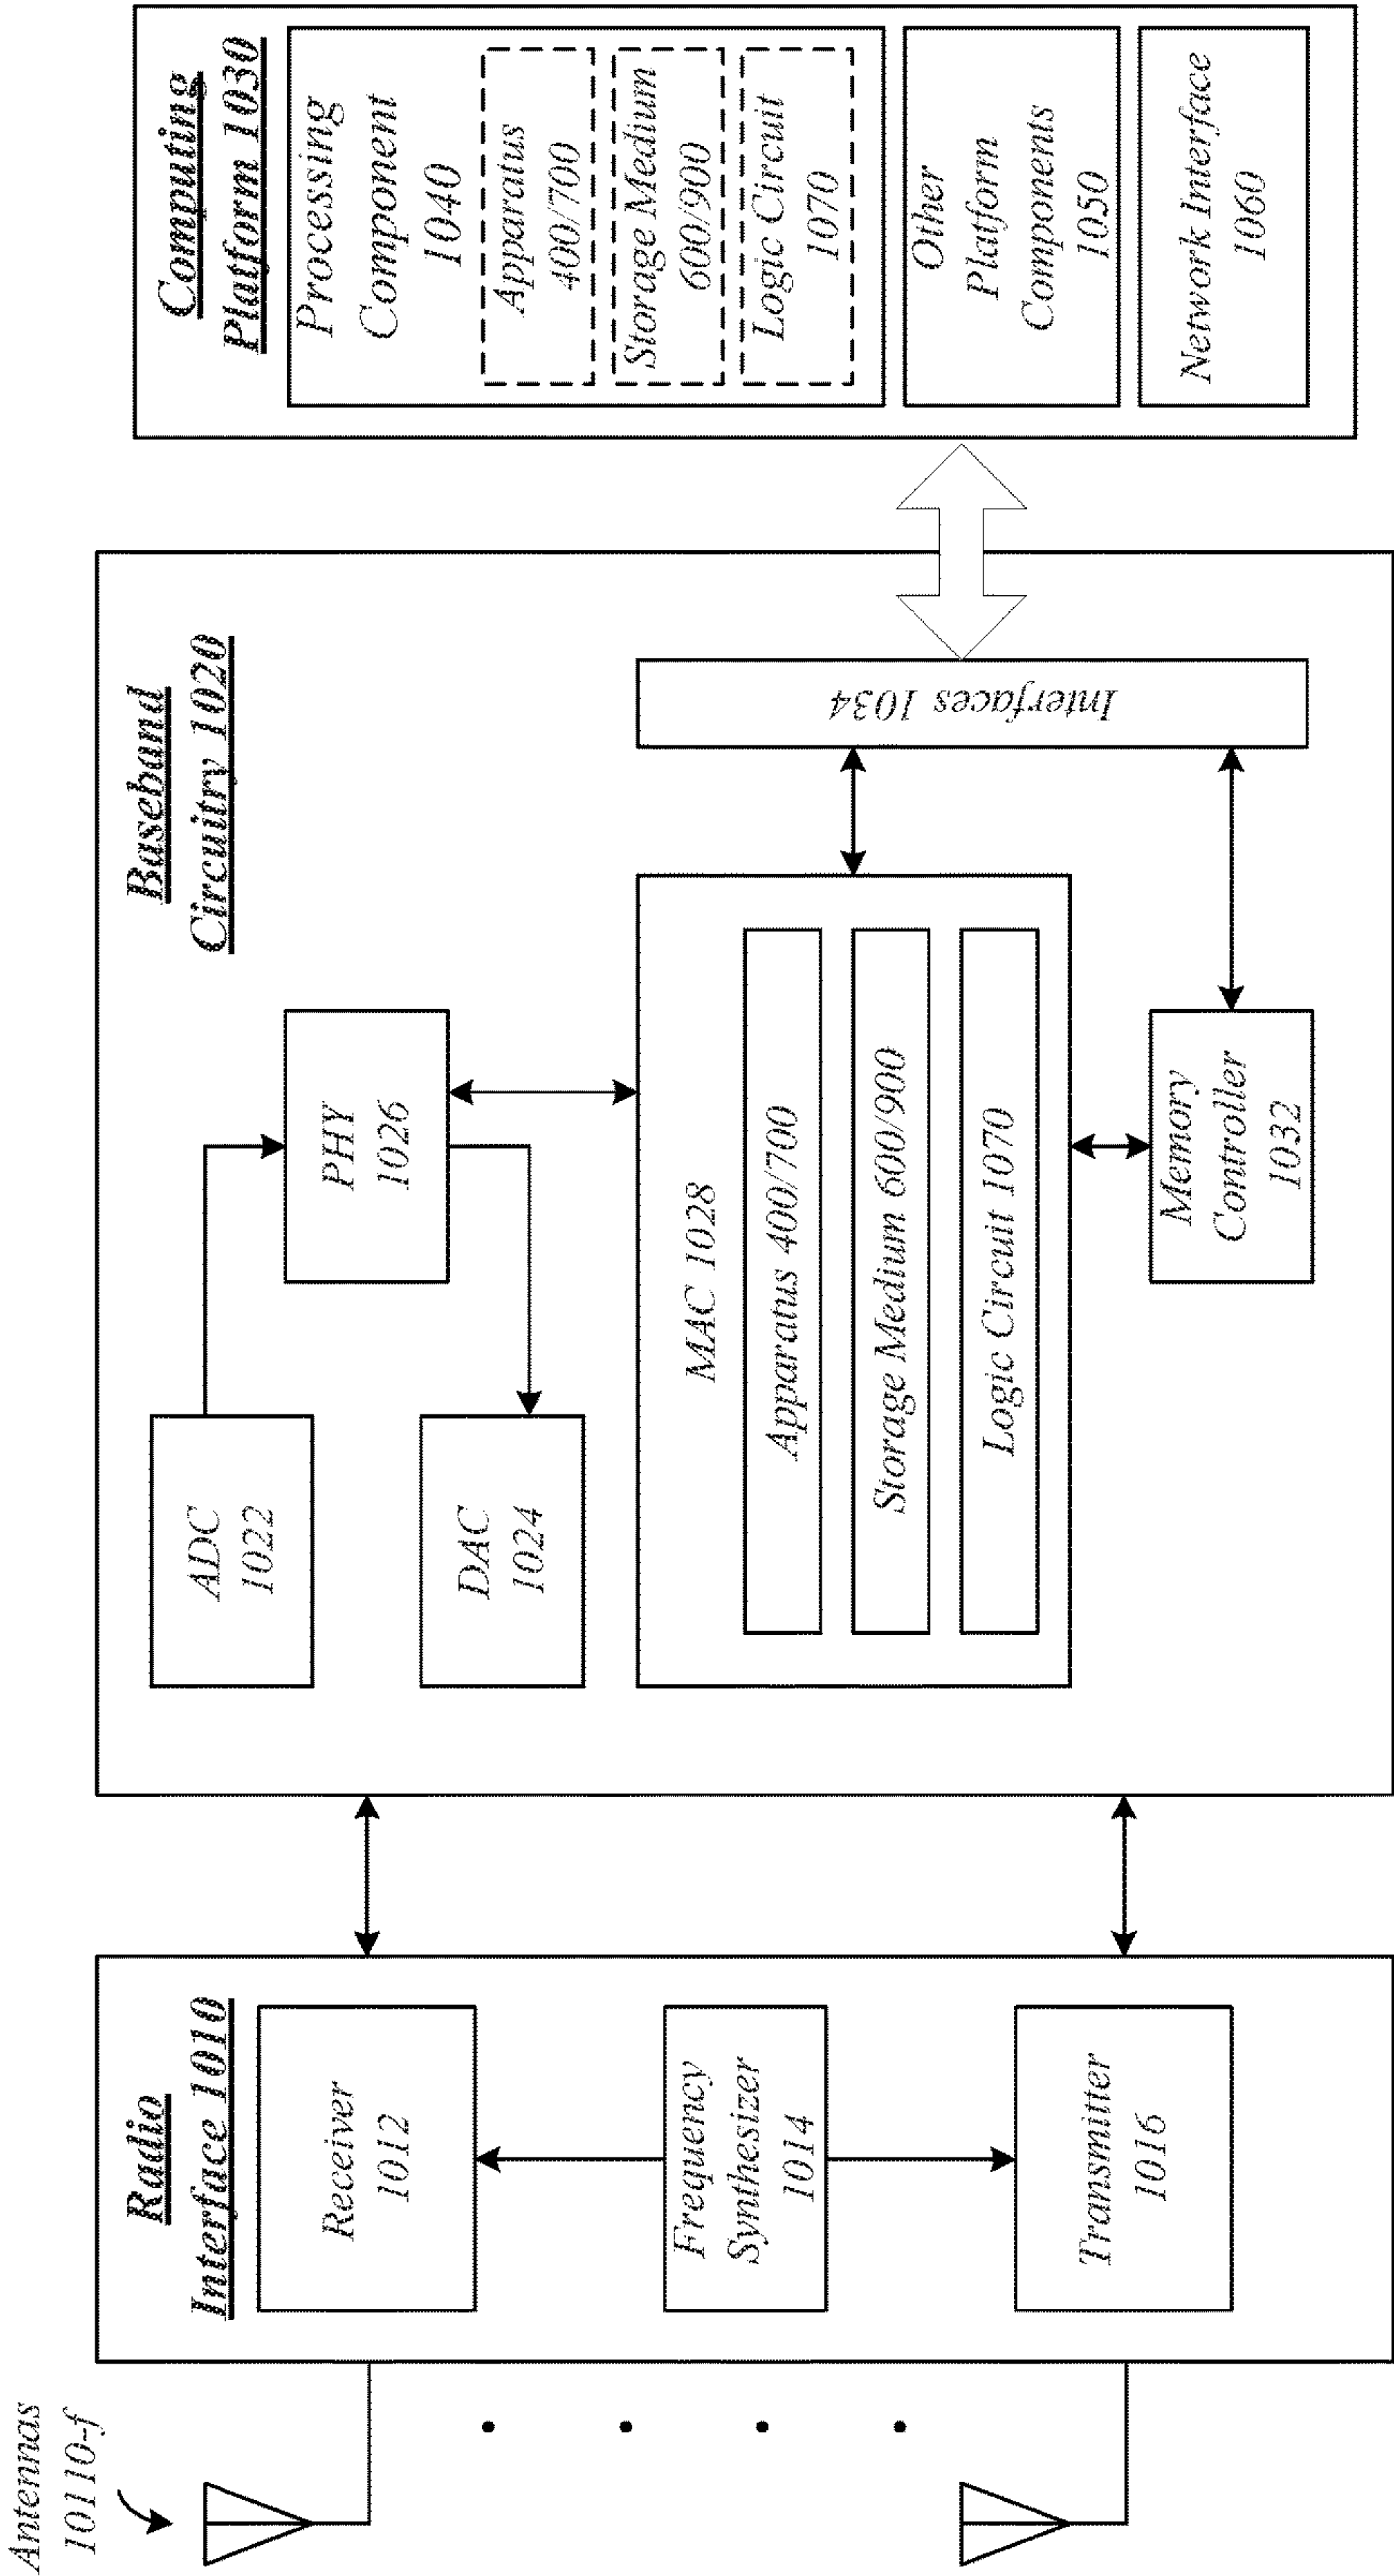 Antennas
10110-f
Radio
Interface 1010
Receiver
1012
Frequency
Synthesizer
1014
Transmitter
1016
Baseband
Circuitry 1020
ADC
1022
DAC
1024
PHY
1026
MAC 1028
Apparatus 400/700
Storage Medium 600/900
Logic Circuit 1070
Memory
Controller
1032
Interfaces 1034
Computing
Platform 1030
Processing
Component
1040
Apparatus
400/700
Storage Medium
600/900
Logic Circuit
1070
Other
Platform
Components
1050
Network Interface
1060